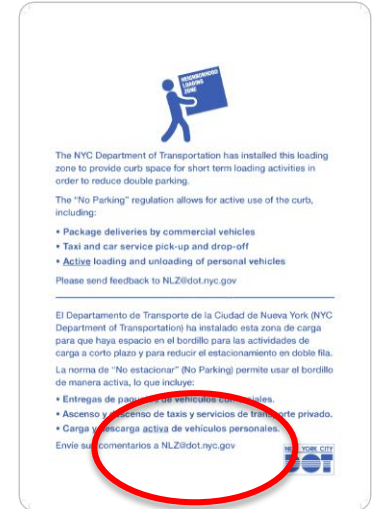 NEIGHBORHOOD
LOADING
ZONE
The NYC Department of Transportation has installed this loading
zone to provide curb space for short term loading activities in
order to reduce double parking.
The "No Parking" regulation allows for active use of the curb,
including:
• Package deliveries by commercial vehicles
• Taxi and car service pick-up and drop-off
• Active loading and unloading of personal vehicles
Please send feedback to NLZ@dot.nyc.gov
El Departamento de Transporte de la Ciudad de Nueva York (NYC
Department of Transportation) ha instalado esta zona de carga
para que haya espacio en el bordillo para las actividades de
carga a corto plazo y para reducir el estacionamiento en doble fila.
La norma de "No estacionar" (No Parking) permite usar el bordillo
de manera activa, lo que incluye:
• Entregas de paquetes de vehículos comerciales.
• Ascenso y descenso de taxis y servicios de transporte privado.
• Carga y descarga activa de vehículos personales.
Envíe sus comentarios a NLZ@dot.nyc.gov
NEW YORK CITY
DOT